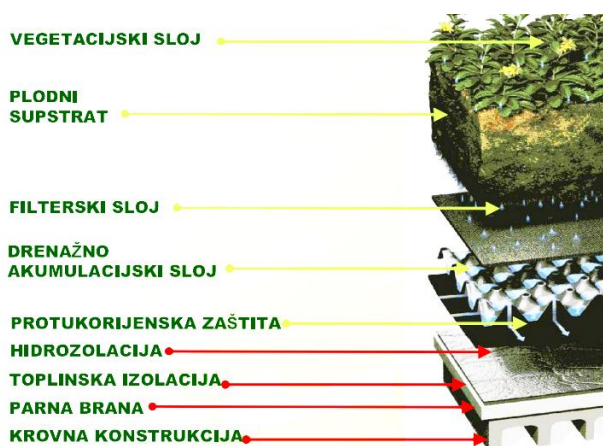 VEGETACIJSKI SLOJ
PLODNI
SUPSTRAT
FILTERSKI SLOJ
DRENAŽNO
AKUMULACIJSKI SLOJ
PROTUKORIJENSKA ZAŠTITA
HIDROZOLACIJA
TOPLINSKA IZOLACIJA
PARNA BRANA
KROVNA KONSTRUKCIJA